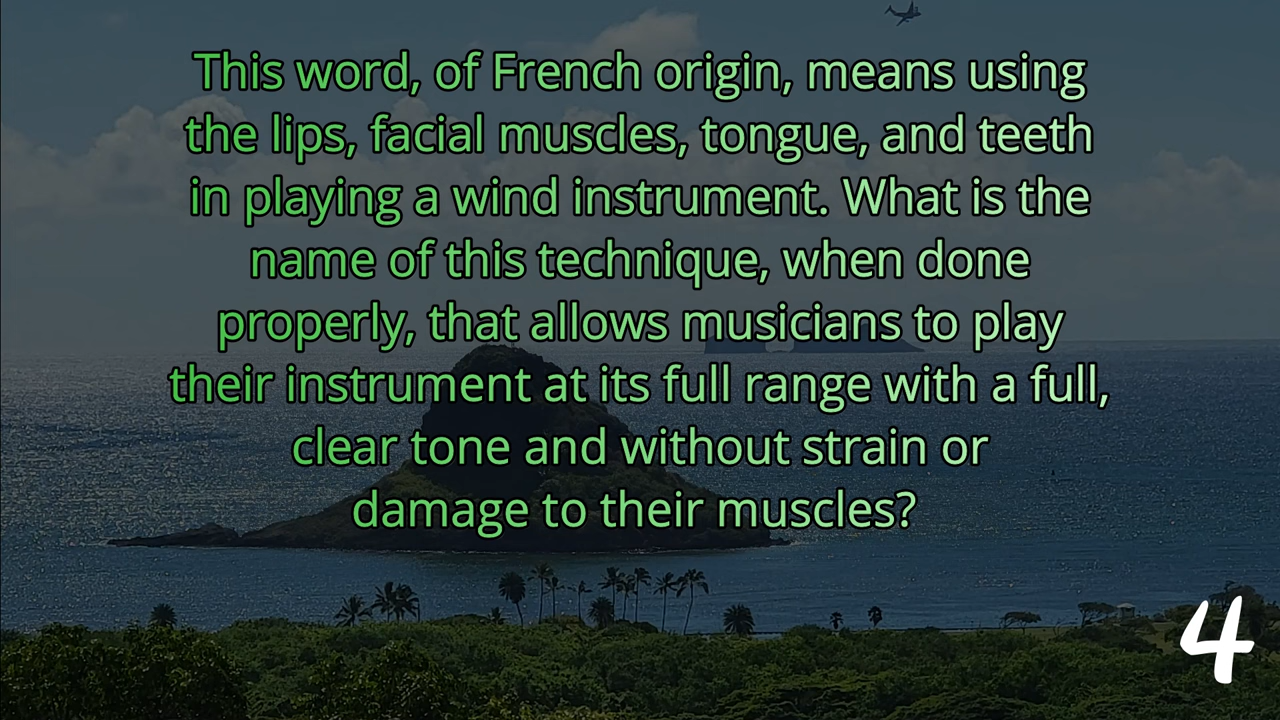 This word, of French origin, means using
the lips, facial muscles, tongue, and teeth
in playing a wind instrument. What is the
name of this technique, when done
properly, that allows musicians to play
their instrument at its full range with a full,
clear tone and without strain or
damage to their muscles?
4